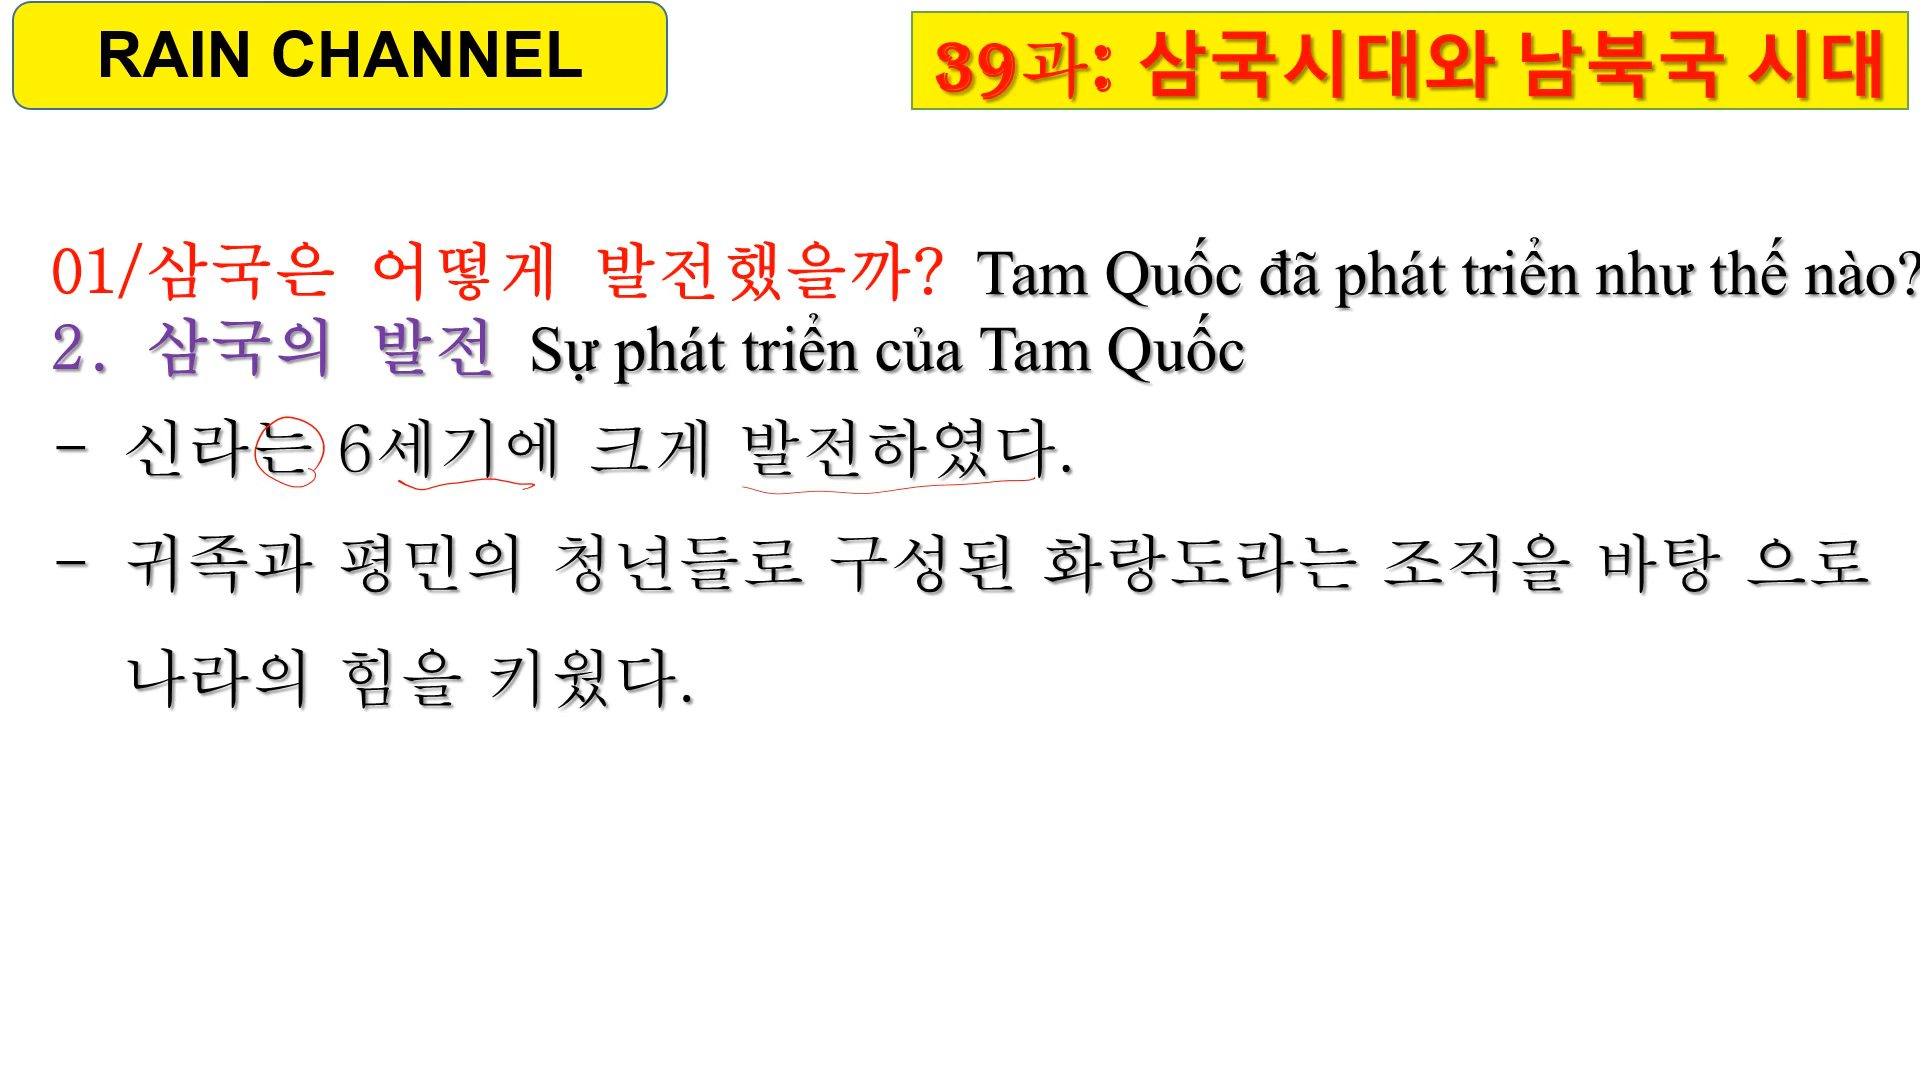 RAIN CHANNEL
39과: 삼국시대와 남북국 시대
01/삼국은 어떻게 발전했을까? Tam Quốc đã phát triển như thế nào?
2. 삼국의 발전 Sự phát triển của Tam Quốc
- 신라는 6세기에 크게 발전하였다.
- 귀족과 평민의 청년들로 구성된 화랑도라는 조직을 바탕 으로
나라의 힘을 키웠다.